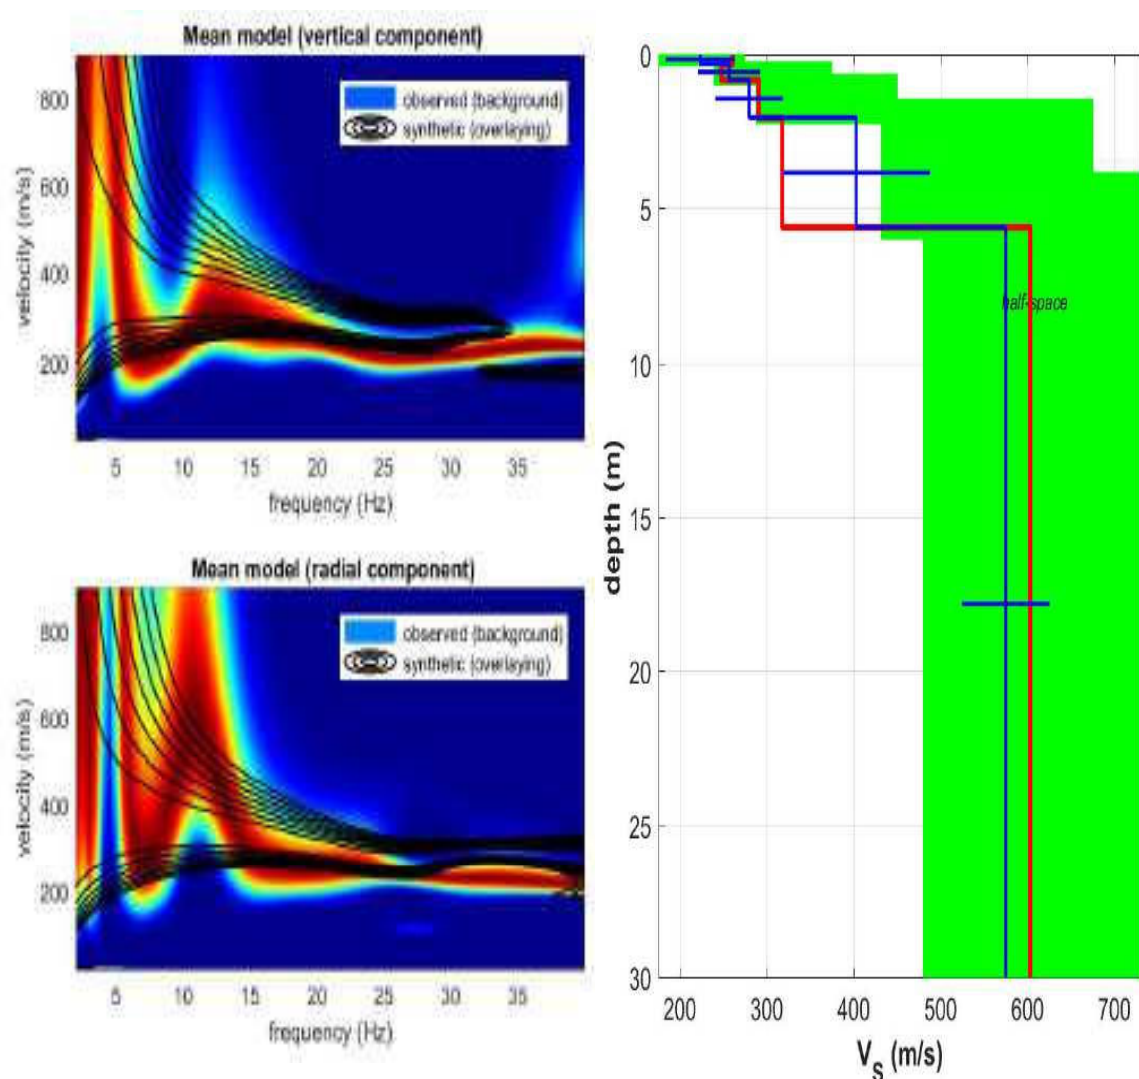 Mean model (vertical component)
observed (background)
synthetic (overlaying)
800
600
400
200
velocity (m/s)
5 10 15 20 25 30 35
frequency (Hz)
Mean model (radial component)
observed (background)
synthetic (overlaying)
800
600
400
200
velocity (m/s)
5 10 15 20 25 30 35
frequency (Hz)
0
5
10
15
20
25
30
depth (m)
half-space
200 300 400 500 600 700
V_S (m/s)